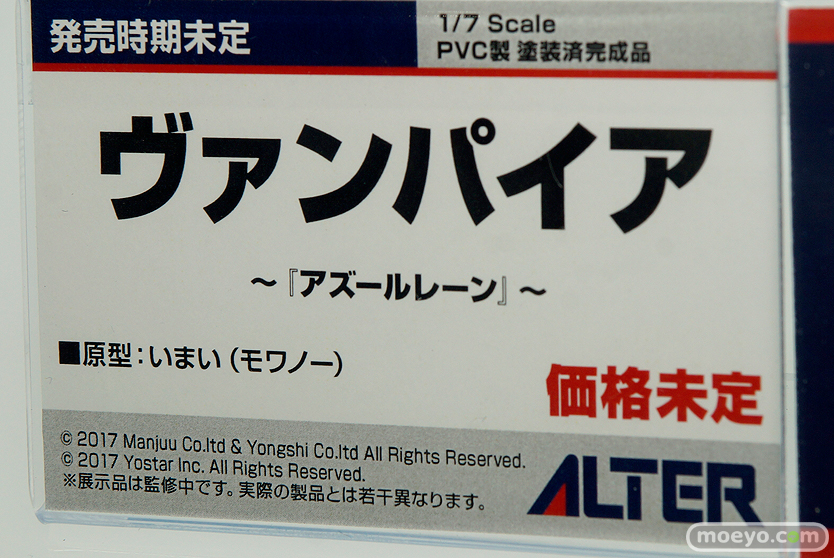 発売時期未定
1/7 Scale
PVC製 塗装済完成品
ヴァンパイア
～『アズールレーン』～
■原型：いまい（モワノー）
価格未定
© 2017 Manjuu Co.ltd & Yongshi Co.ltd All Rights Reserved.
© 2017 Yostar Inc. All Rights Reserved.
※展示品は監修中です。実際の製品とは若干異なります。
ALTER
moeyo.com